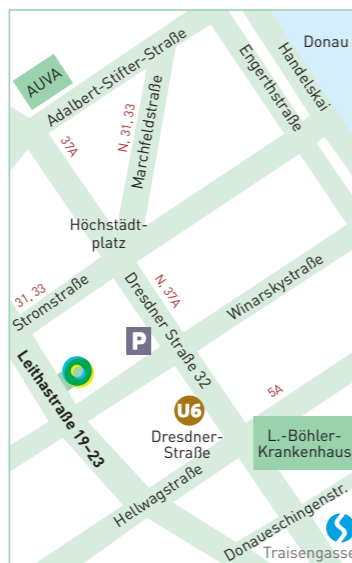 Donau
AUVA
Adalbert-Stifter-Straße
Engerthstraße
Handelskai
37A
N, 31, 33
Marchfeldstraße
Höchstädt-
platz
31, 33
Stromstraße
N, 37A
Dresdner Straße 32
Winarskystraße
P
Leithastraße 19–23
5A
U6
Dresdner-
Straße
L.-Böhler-
Krankenhaus
Hellwagstraße
Donaueschingenstr.
Traisengasse